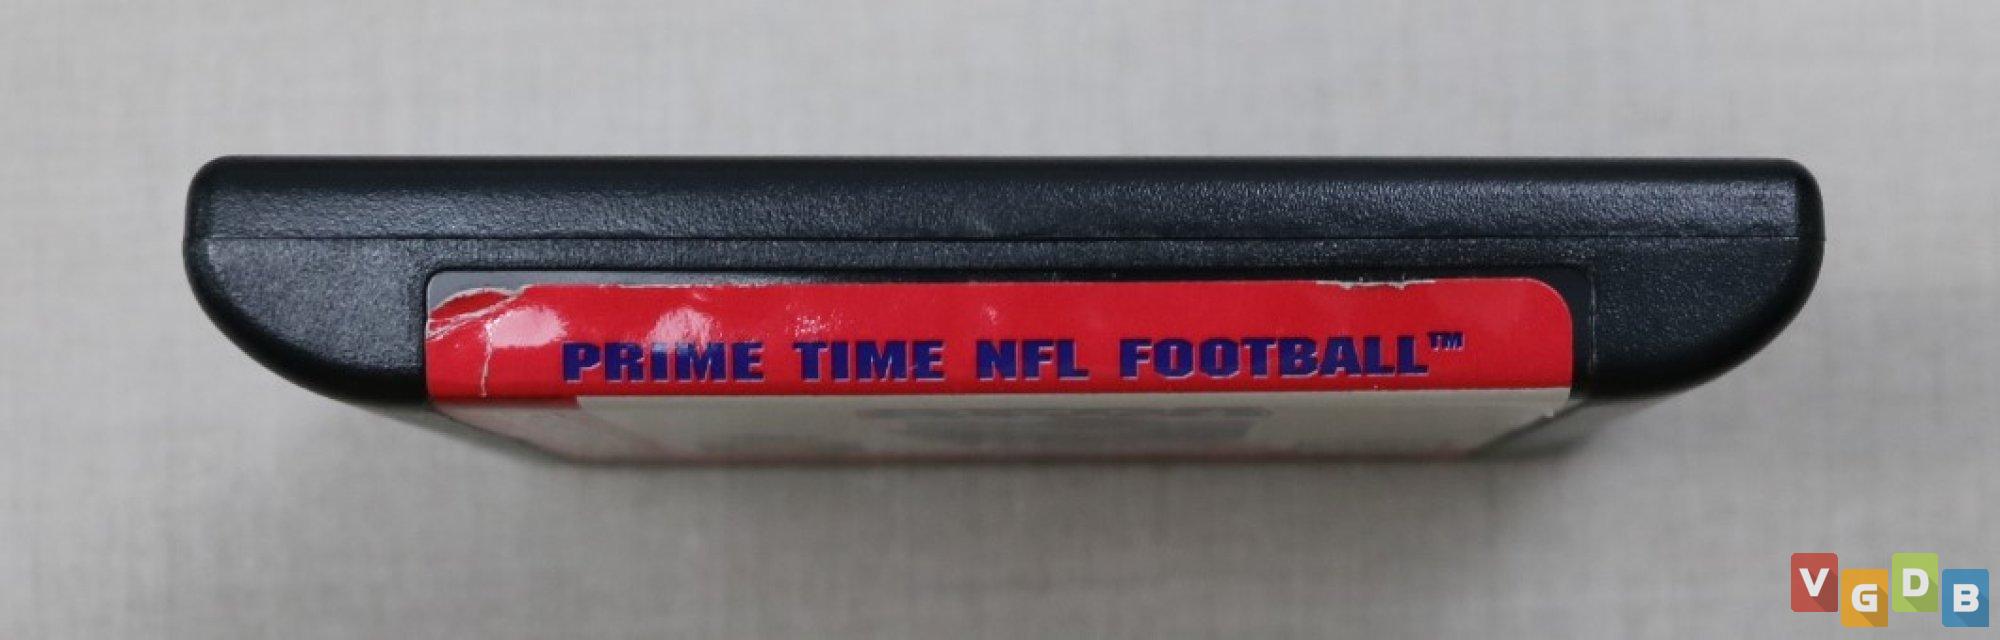 PRIME TIME NFL FOOTBALL™
VGDB